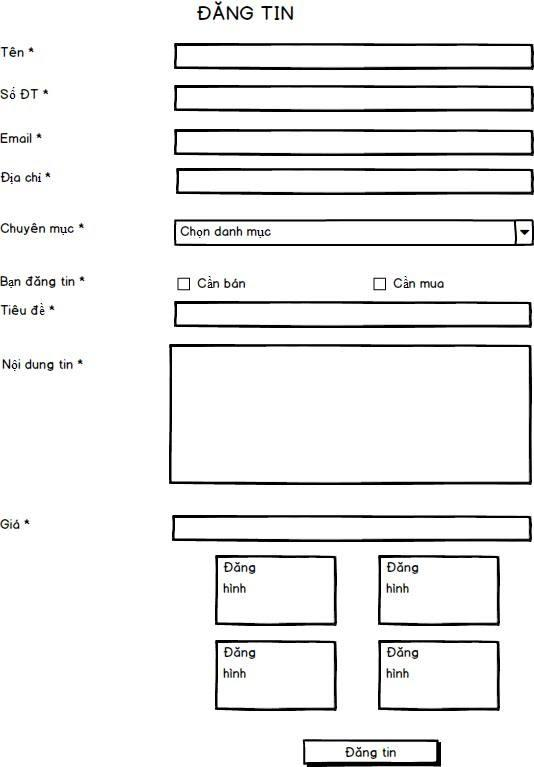 ĐĂNG TIN
Tên *
Số ĐT *
Email *
Địa chỉ *
Chuyên mục *
Chọn danh mục
Bạn đăng tin *
Cần bán
Cần mua
Tiêu đề *
Nội dung tin *
Giá *
Đăng
hình
Đăng
hình
Đăng
hình
Đăng
hình
Đăng tin